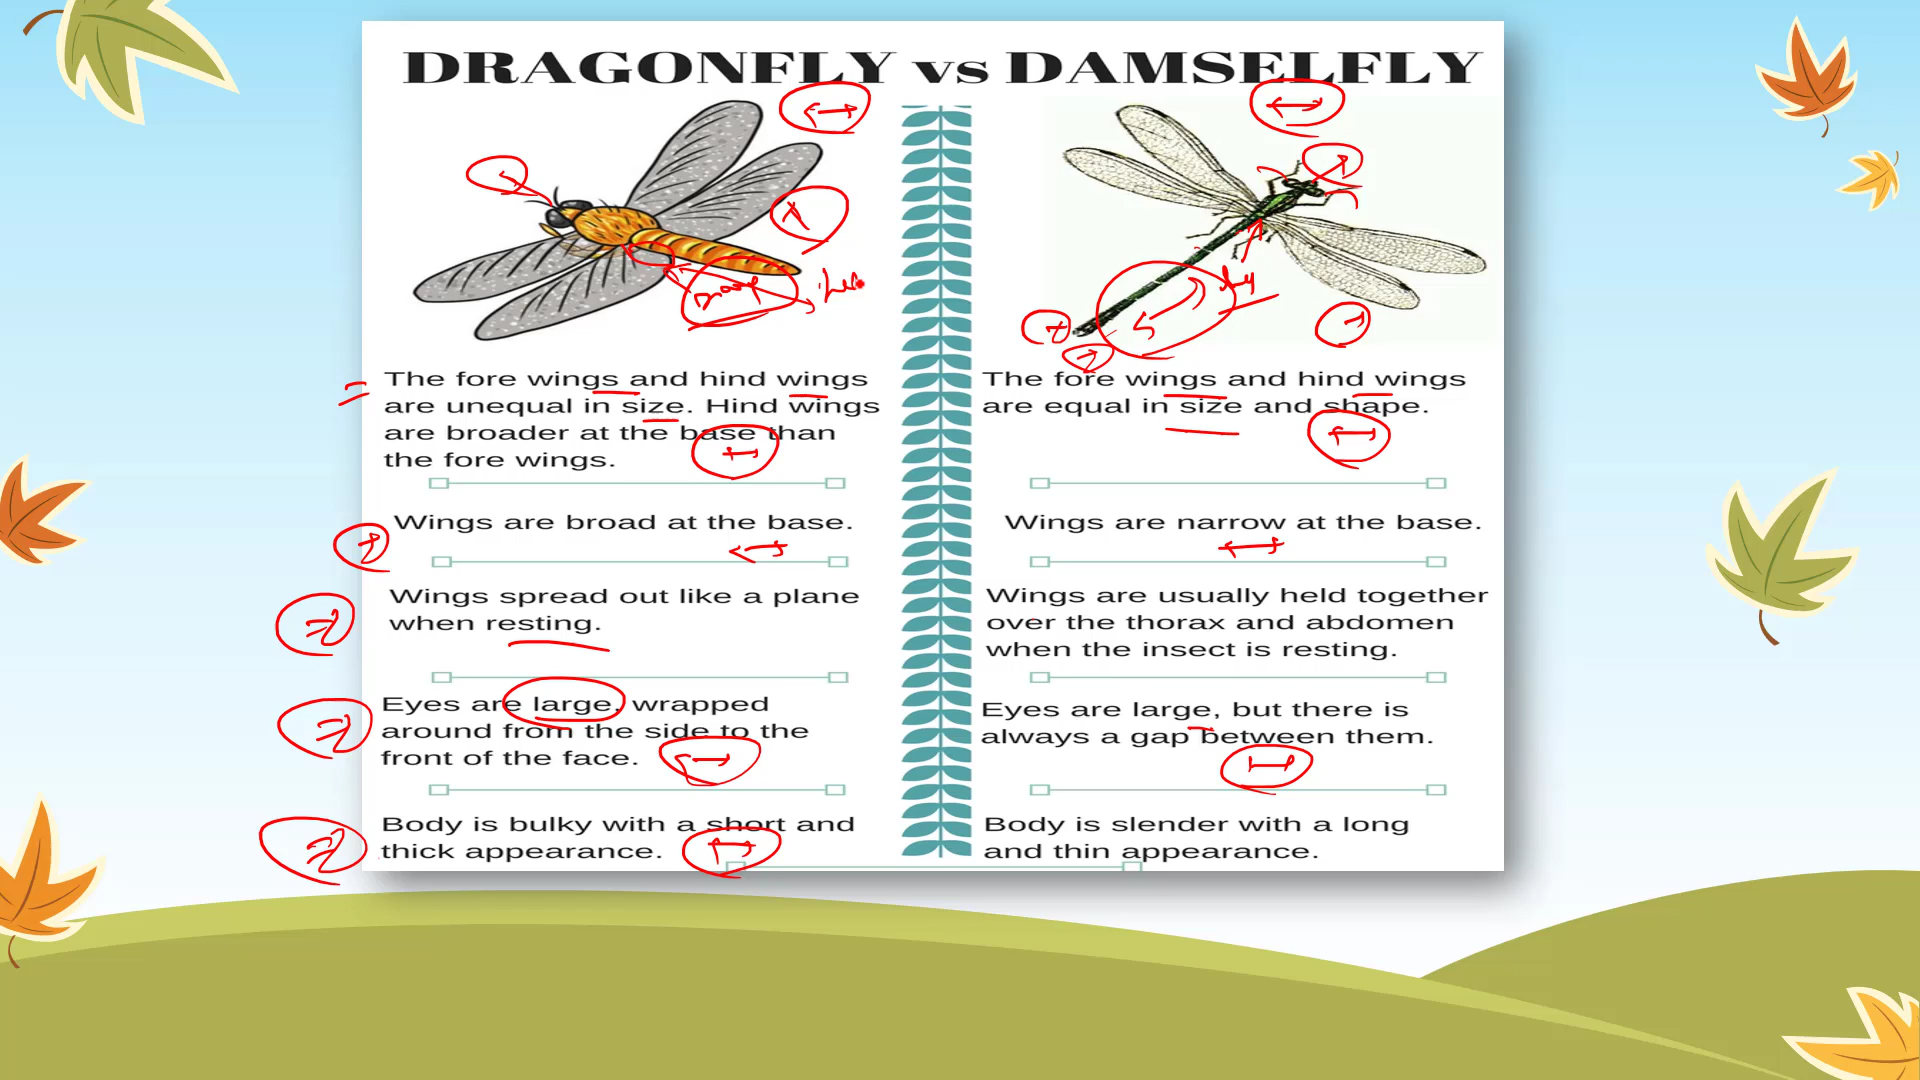 DRAGONFLY vs DAMSELFLY
The fore wings and hind wings
are unequal in size. Hind wings
are broader at the base than
the fore wings.
Wings are broad at the base.
Wings spread out like a plane
when resting.
Eyes are large, wrapped
around from the side to the
front of the face.
Body is bulky with a short and
thick appearance.
The fore wings and hind wings
are equal in size and shape.
Wings are narrow at the base.
Wings are usually held together
over the thorax and abdomen
when the insect is resting.
Eyes are large, but there is
always a gap between them.
Body is slender with a long
and thin appearance.